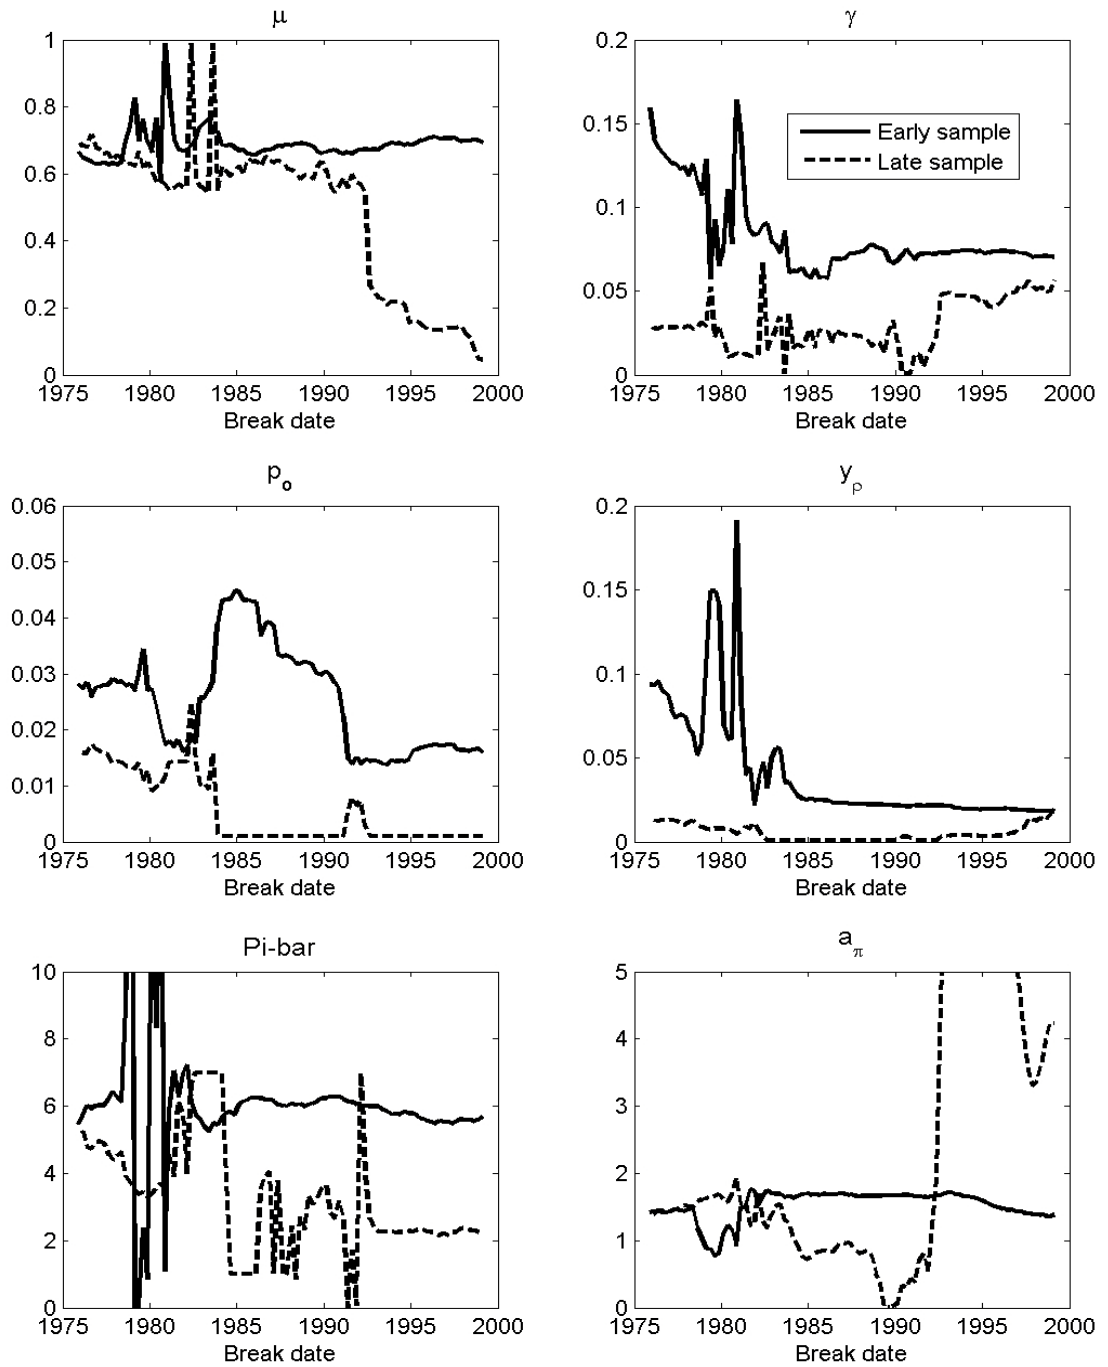 μ
1
0.8
0.6
0.4
0.2
0
1975 1980 1985 1990 1995 2000
Break date
γ
0.2
0.15
0.1
0.05
0
Early sample
Late sample
1975 1980 1985 1990 1995 2000
Break date
p_o
0.06
0.05
0.04
0.03
0.02
0.01
0
1975 1980 1985 1990 1995 2000
Break date
y_ρ
0.2
0.15
0.1
0.05
0
1975 1980 1985 1990 1995 2000
Break date
Pi-bar
10
8
6
4
2
0
1975 1980 1985 1990 1995 2000
Break date
a_π
5
4
3
2
1
0
1975 1980 1985 1990 1995 2000
Break date